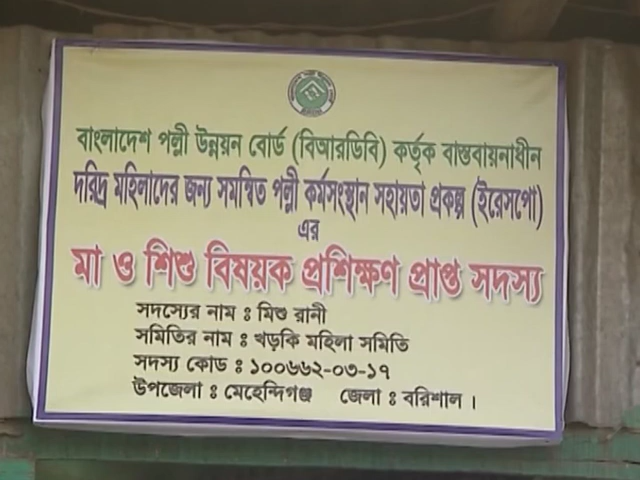 বাংলাদেশ পল্লী উন্নয়ন বোর্ড (বিআরডিবি) কর্তৃক বাস্তবায়নাধীন
দরিদ্র মহিলাদের জন্য সমন্বিত পল্লী কর্মসংস্থান সহায়তা প্রকল্প (ইরেসপো)
এর
মা ও শিশু বিষয়ক প্রশিক্ষণ প্রাপ্ত সদস্য
সদস্যের নাম : মিশু রানী
সমিতির নাম : খড়কি মহিলা সমিতি
সদস্য কোড : ১০০৬৬২-০৩-১৭
উপজেলা : মেহেন্দিগঞ্জ জেলা : বরিশাল ।